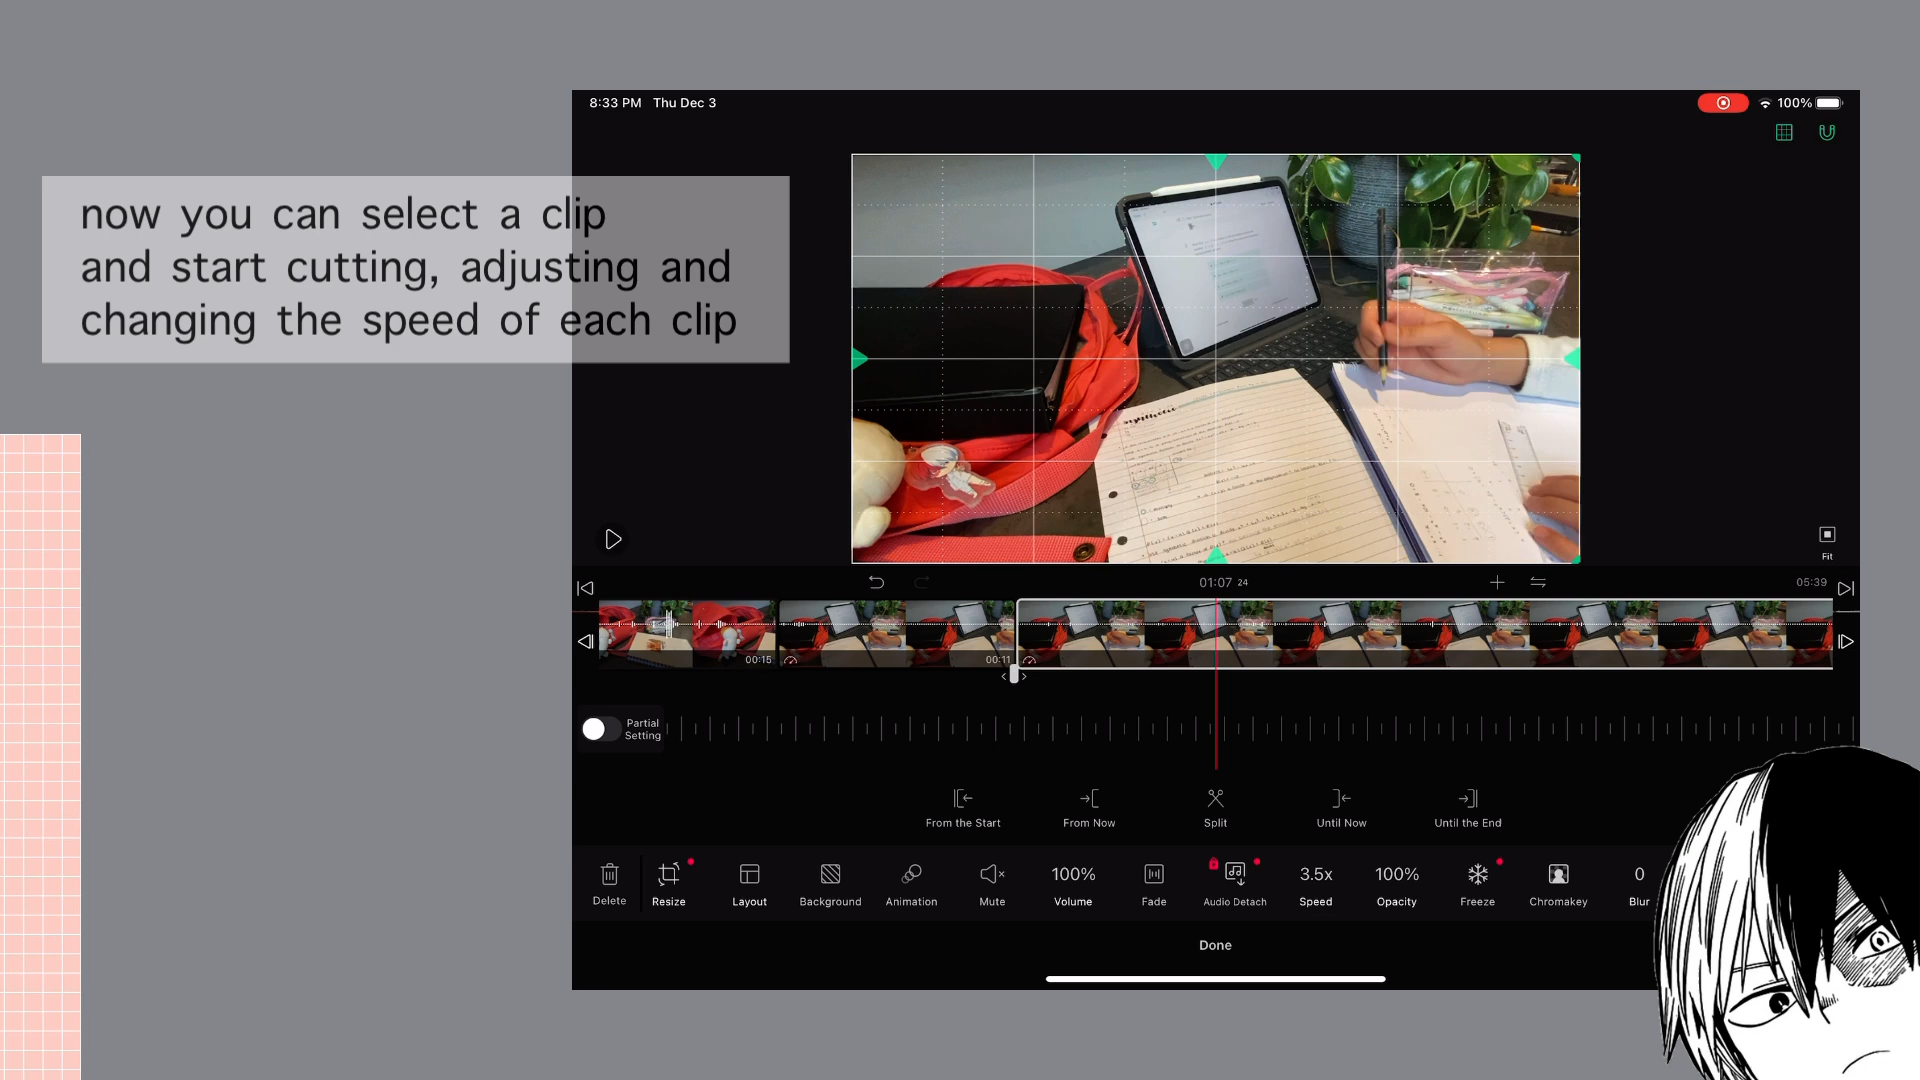 8:33 PM Thu Dec 3
100%
now you can select a clip
and start cutting, adjusting and
changing the speed of each clip
Fit
01:07 24
05:39
00:15
00:11
Partial
Setting
From the Start
From Now
Split
Until Now
Until the End
100%
3.5x
100%
0
Delete
Resize
Layout
Background
Animation
Mute
Volume
Fade
Audio Detach
Speed
Opacity
Freeze
Chromakey
Blur
Done